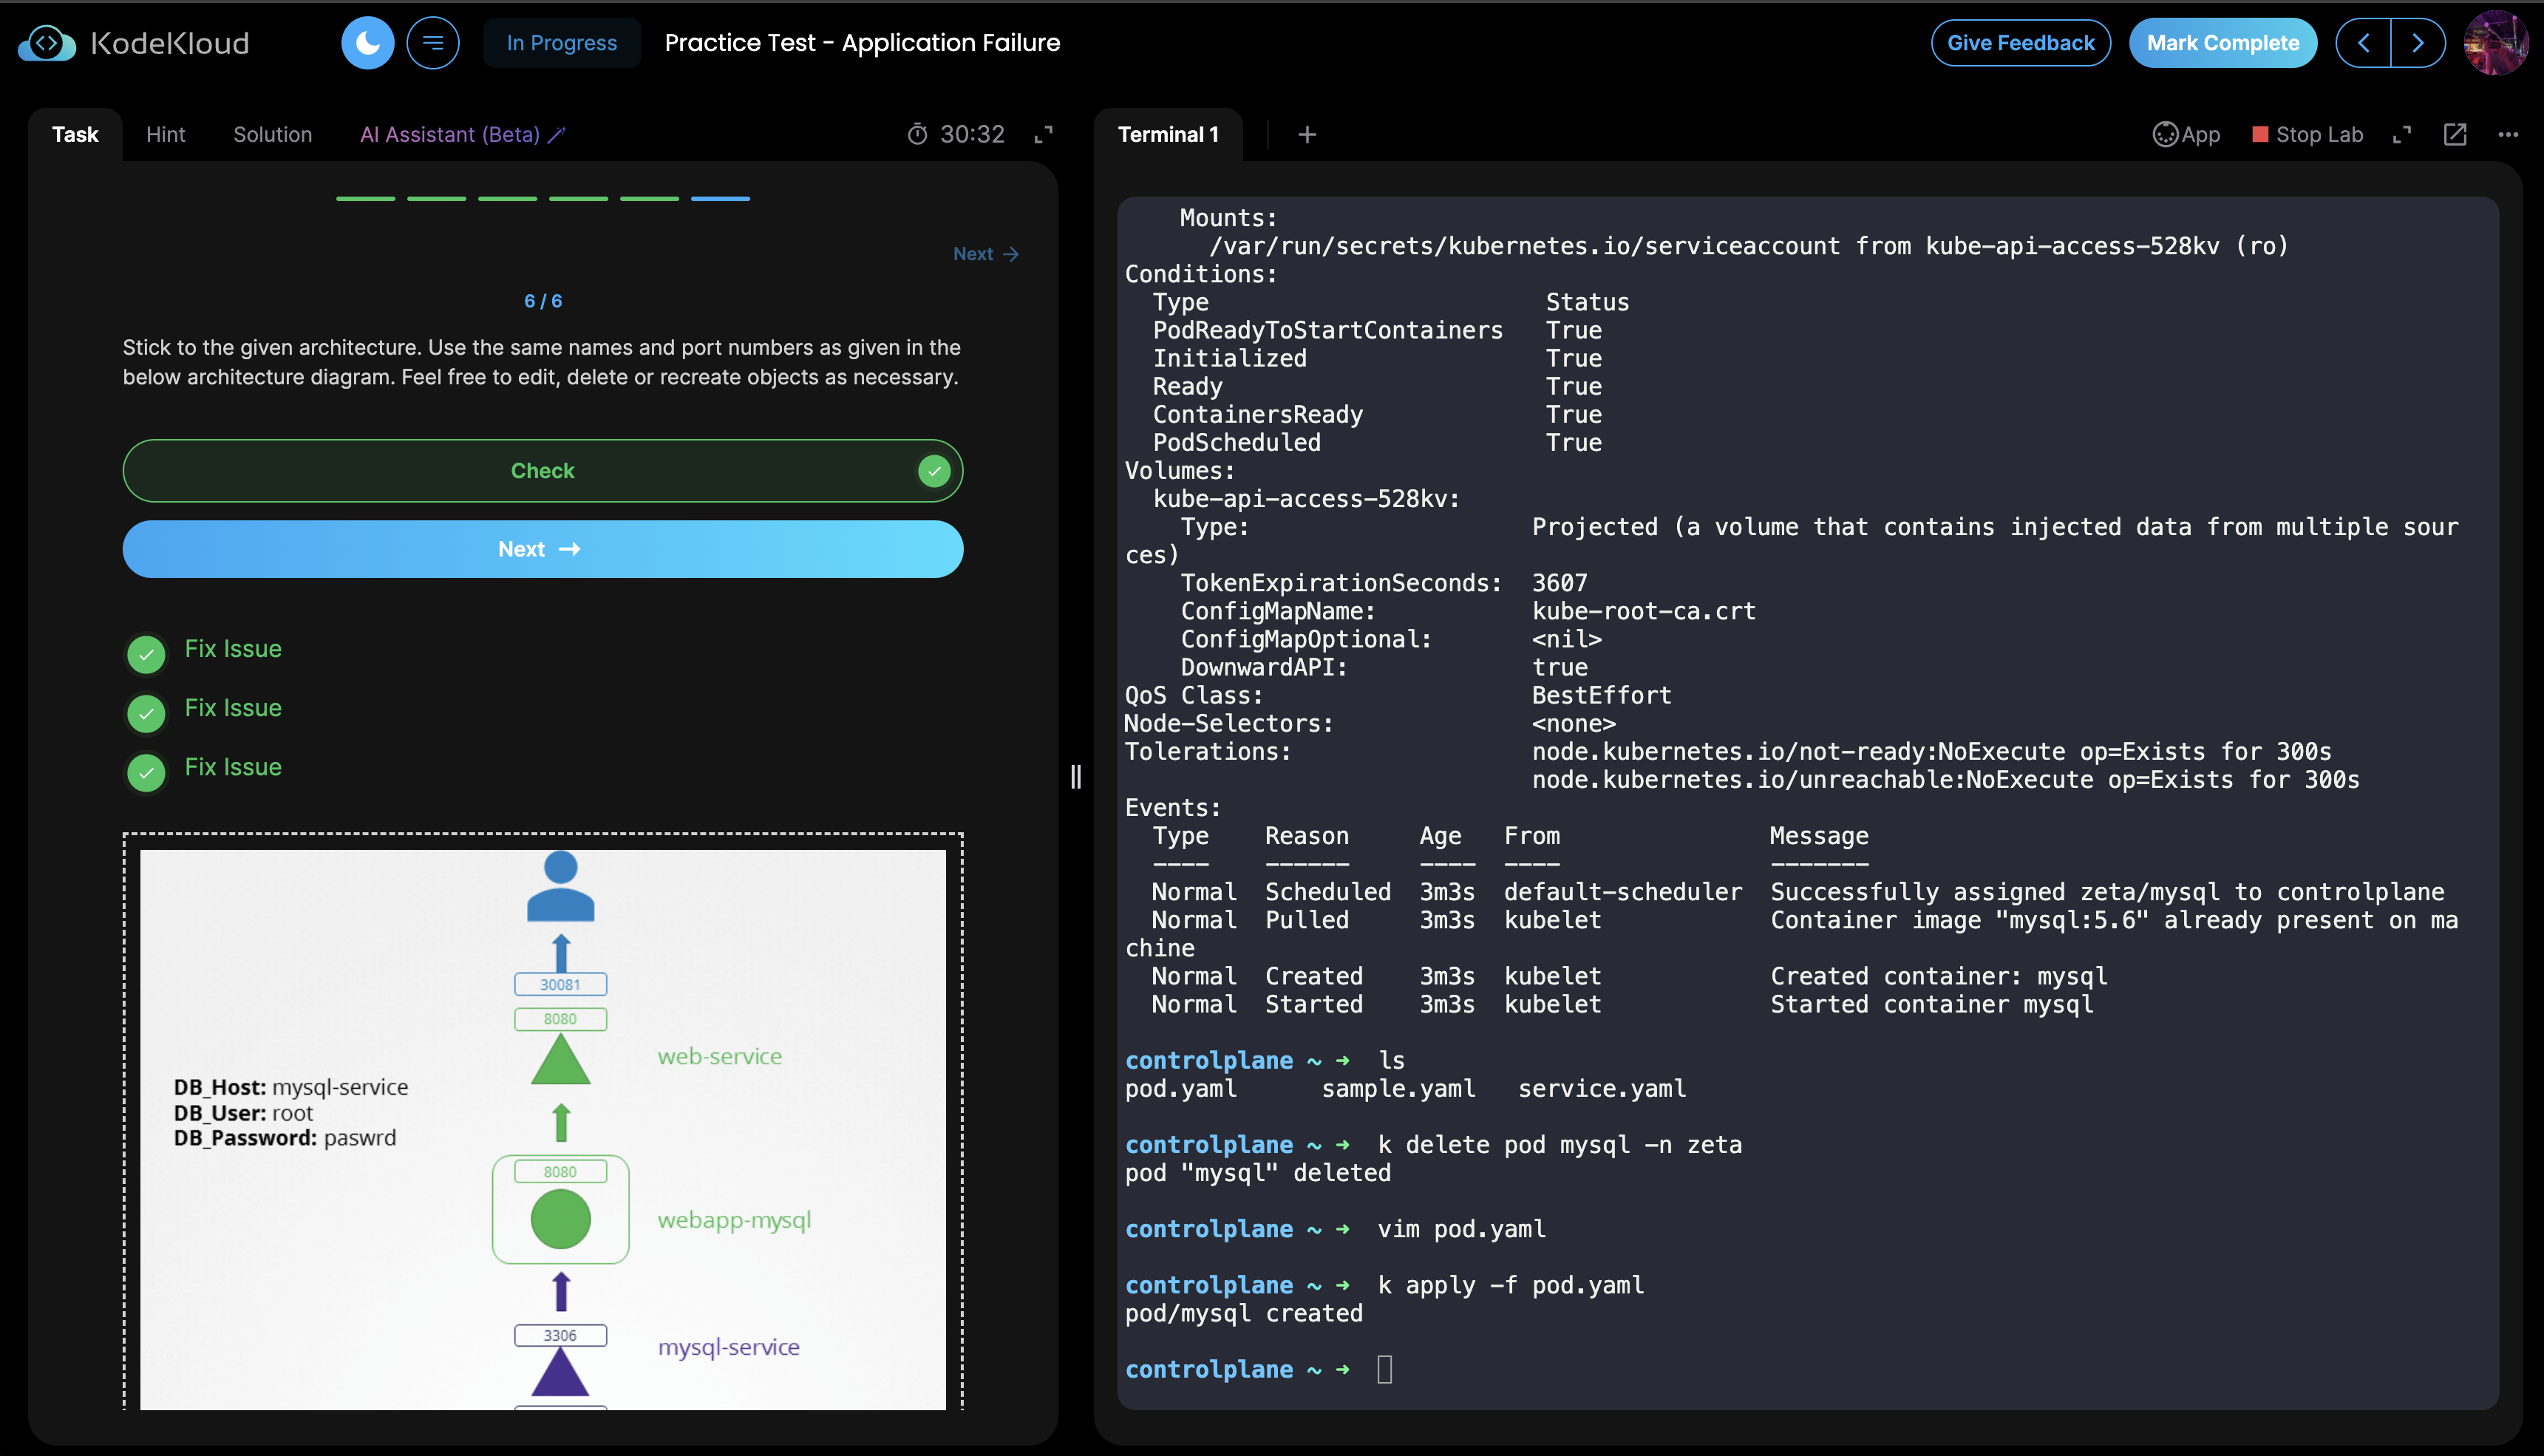 KodeKloud
In Progress
Practice Test - Application Failure
Give Feedback
Mark Complete
Task
Hint
Solution
AI Assistant (Beta)
30:32
Next →
6 / 6
Stick to the given architecture. Use the same names and port numbers as given in the
below architecture diagram. Feel free to edit, delete or recreate objects as necessary.
Check
Next →
Fix Issue
Fix Issue
Fix Issue
30081
8080
web-service
DB_Host: mysql-service
DB_User: root
DB_Password: paswrd
8080
webapp-mysql
3306
mysql-service
Terminal 1
+
App
Stop Lab
Mounts:
/var/run/secrets/kubernetes.io/serviceaccount from kube-api-access-528kv (ro)
Conditions:
Type Status
PodReadyToStartContainers True
Initialized True
Ready True
ContainersReady True
PodScheduled True
Volumes:
kube-api-access-528kv:
Type: Projected (a volume that contains injected data from multiple sour
ces)
TokenExpirationSeconds: 3607
ConfigMapName: kube-root-ca.crt
ConfigMapOptional: <nil>
DownwardAPI: true
QoS Class: BestEffort
Node-Selectors: <none>
Tolerations: node.kubernetes.io/not-ready:NoExecute op=Exists for 300s
node.kubernetes.io/unreachable:NoExecute op=Exists for 300s
Events:
Type Reason Age From Message
---- ------ ---- ---- -------
Normal Scheduled 3m3s default-scheduler Successfully assigned zeta/mysql to controlplane
Normal Pulled 3m3s kubelet Container image "mysql:5.6" already present on ma
chine
Normal Created 3m3s kubelet Created container: mysql
Normal Started 3m3s kubelet Started container mysql
controlplane ~ ➜ ls
pod.yaml sample.yaml service.yaml
controlplane ~ ➜ k delete pod mysql -n zeta
pod "mysql" deleted
controlplane ~ ➜ vim pod.yaml
controlplane ~ ➜ k apply -f pod.yaml
pod/mysql created
controlplane ~ ➜